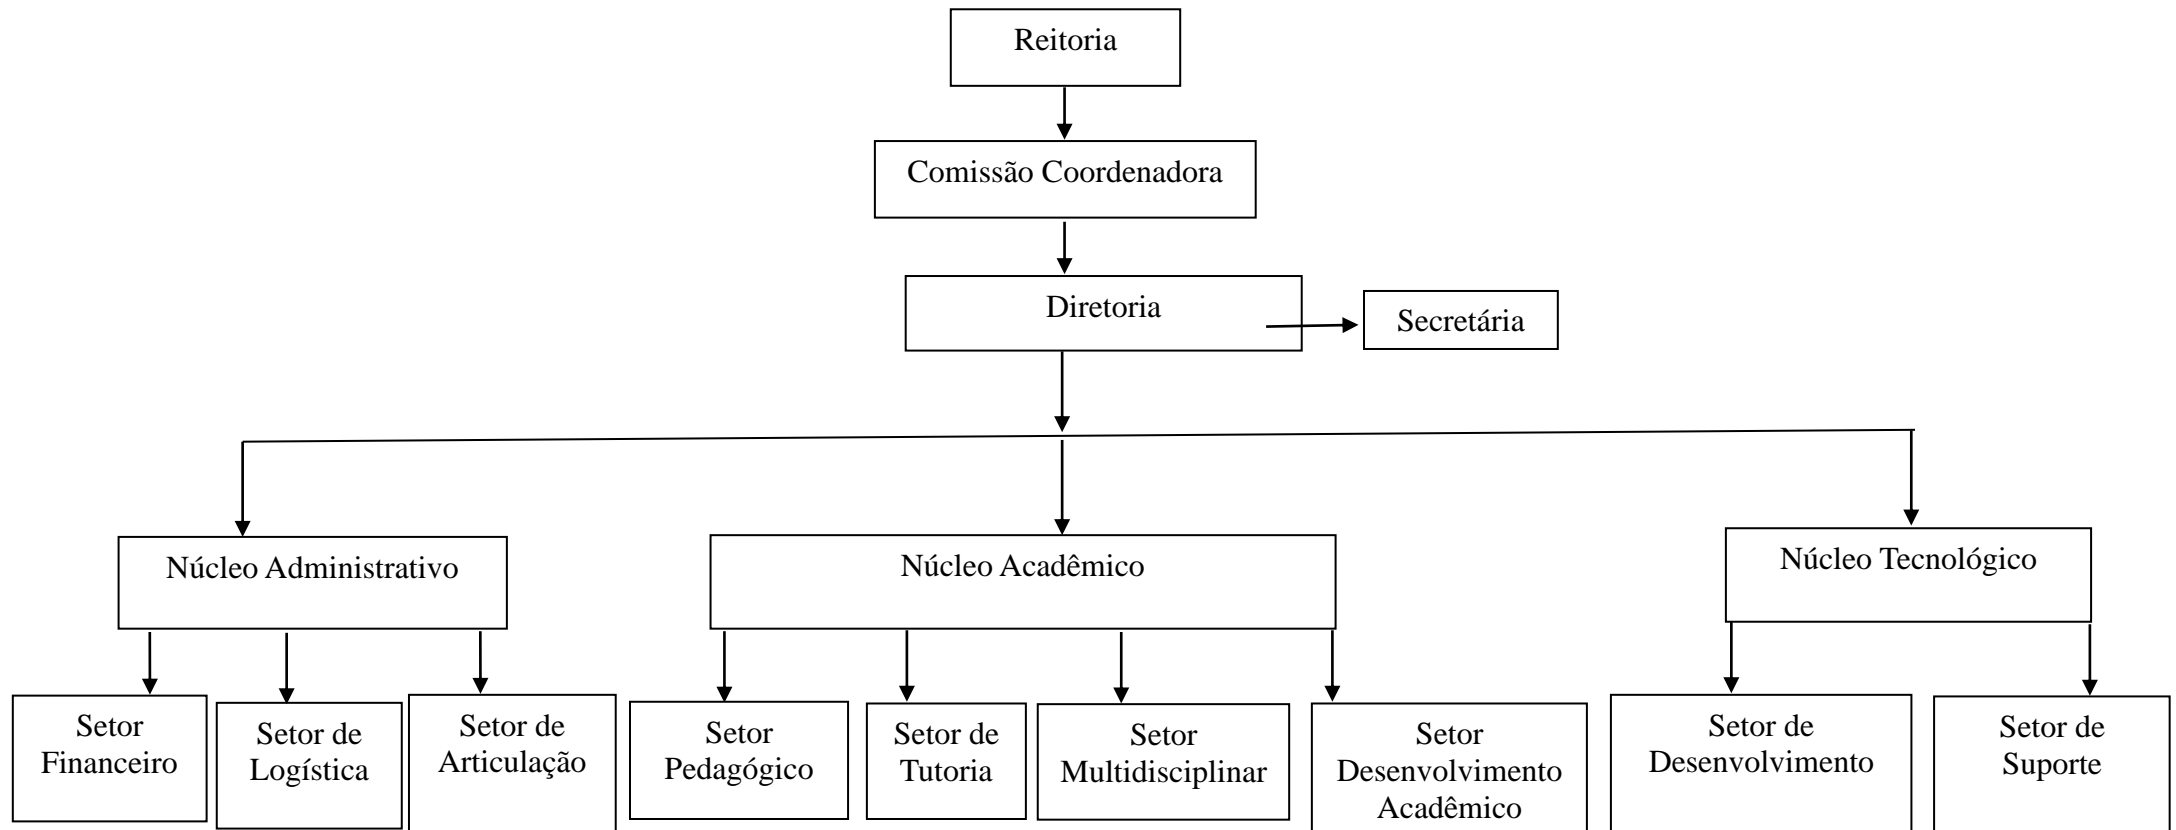 Reitoria
Comissão Coordenadora
Diretoria
Secretária
Núcleo Administrativo
Núcleo Acadêmico
Núcleo Tecnológico
Setor
Financeiro
Setor de
Logística
Setor de
Articulação
Setor
Pedagógico
Setor de
Tutoria
Setor
Multidisciplinar
Setor
Desenvolvimento
Acadêmico
Setor de
Desenvolvimento
Setor de
Suporte